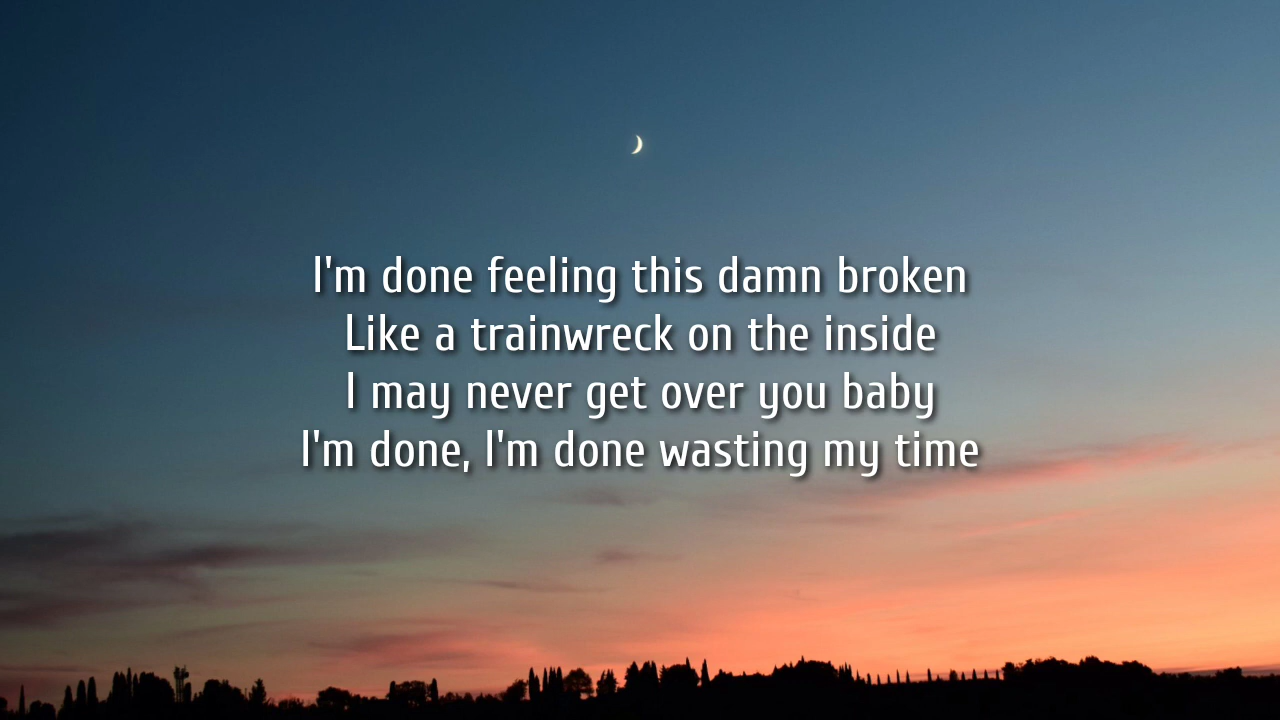 I'm done feeling this damn broken
Like a trainwreck on the inside
I may never get over you baby
I'm done, I'm done wasting my time